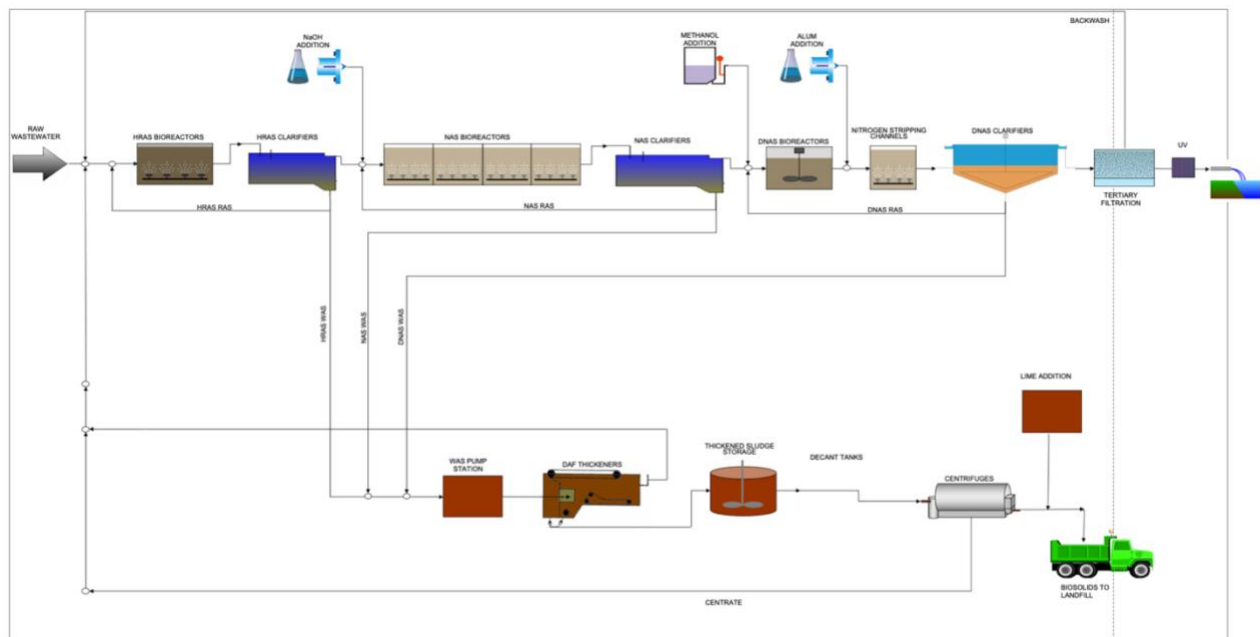 BACKWASH
NaOH
ADDITION
METHANOL
ADDITION
ALUM
ADDITION
RAW
WASTEWATER
HRAS BIOREACTORS
HRAS CLARIFIERS
NAS BIOREACTORS
NAS CLARIFIERS
DNAS BIOREACTORS
NITROGEN STRIPPING
CHANNELS
DNAS CLARIFIERS
UV
TERTIARY
FILTRATION
HRAS RAS
NAS RAS
DNAS RAS
HRAS WAS
NAS WAS
DNAS WAS
LIME ADDITION
WAS PUMP
STATION
DAF THICKENERS
THICKENED SLUDGE
STORAGE
DECANT TANKS
CENTRIFUGES
BIOSOLIDS TO
LANDFILL
CENTRATE